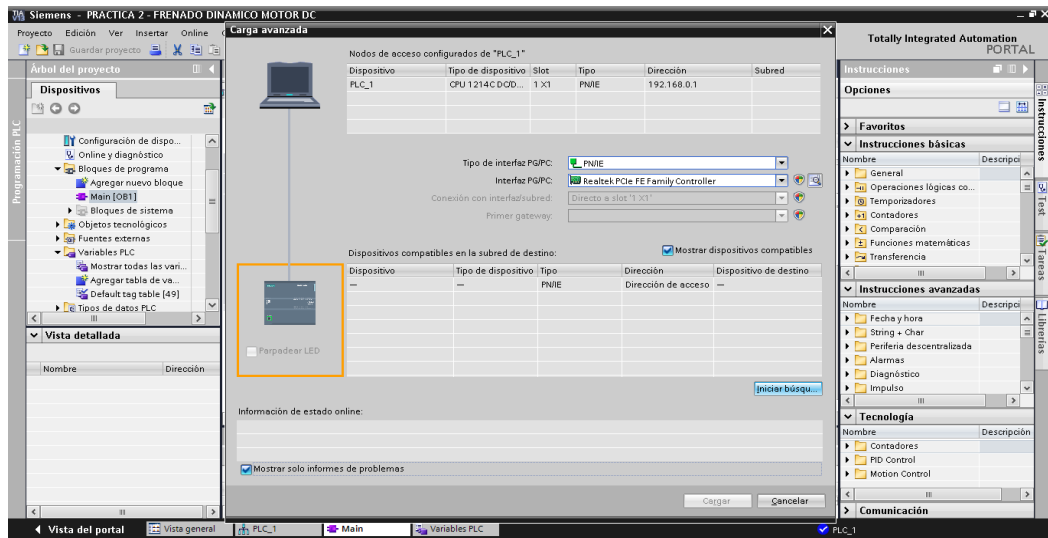 Siemens - PRACTICA 2 - FRENADO DINAMICO MOTOR DC
Proyecto Edición Ver Insertar Online
Guardar proyecto
Totally Integrated Automation
PORTAL
Árbol del proyecto
Dispositivos
Programación PLC
Configuración de dispo...
Online y diagnóstico
Bloques de programa
Agregar nuevo bloque
Main [OB1]
Bloques de sistema
Objetos tecnológicos
Fuentes externas
Variables PLC
Mostrar todas las vari...
Agregar tabla de va...
Default tag table [49]
Tipos de datos PLC
Vista detallada
Nombre Dirección
Carga avanzada
Nodos de acceso configurados de "PLC_1"
Dispositivo Tipo de dispositivo Slot Tipo Dirección Subred
PLC_1 CPU 1214C DC/D... 1 X1 PN/IE 192.168.0.1
Tipo de interfaz PG/PC: PN/IE
Interfaz PG/PC: Realtek PCIe FE Family Controller
Conexión con interfaz/subred: Directo a slot '1 X1'
Primer gateway:
Dispositivos compatibles en la subred de destino: Mostrar dispositivos compatibles
Dispositivo Tipo de dispositivo Tipo Dirección Dispositivo de destino
— — PN/IE Dirección de acceso —
Parpadear LED
Iniciar búsqu...
Información de estado online:
Mostrar solo informes de problemas
Cargar Cancelar
Instrucciones
Opciones
Favoritos
Instrucciones básicas
Nombre Descripci
General
Operaciones lógicas co...
Temporizadores
Contadores
Comparación
Funciones matemáticas
Transferencia
Instrucciones avanzadas
Nombre Descripci
Fecha y hora
String + Char
Periferia descentralizada
Alarmas
Diagnóstico
Impulso
Tecnología
Nombre Descripción
Contadores
PID Control
Motion Control
Comunicación
Instrucciones
Test
Tareas
Librerías
Vista del portal Vista general PLC_1 Main Variables PLC PLC_1